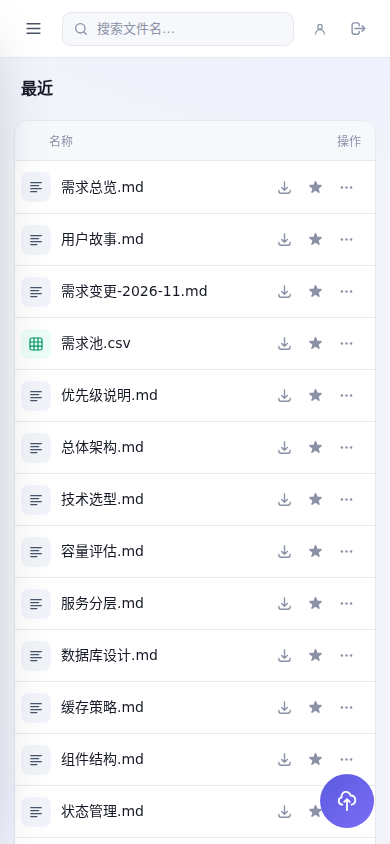 搜索文件名...
最近
名称 操作
需求总览.md
用户故事.md
需求变更-2026-11.md
需求池.csv
优先级说明.md
总体架构.md
技术选型.md
容量评估.md
服务分层.md
数据库设计.md
缓存策略.md
组件结构.md
状态管理.md